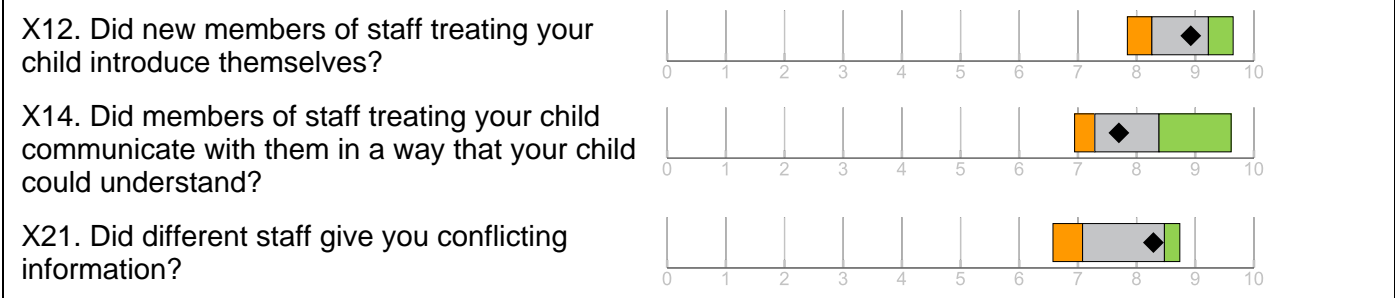 X12. Did new members of staff treating your
child introduce themselves?
0 1 2 3 4 5 6 7 8 9 10
X14. Did members of staff treating your child
communicate with them in a way that your child
could understand?
0 1 2 3 4 5 6 7 8 9 10
X21. Did different staff give you conflicting
information?
0 1 2 3 4 5 6 7 8 9 10